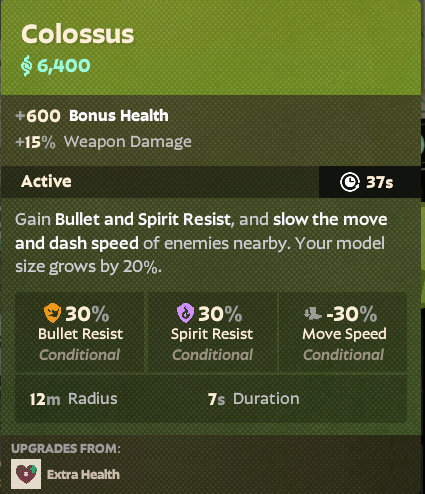 Colossus
6,400
+600 Bonus Health
+15% Weapon Damage
Active 37s
Gain Bullet and Spirit Resist, and slow the move
and dash speed of enemies nearby. Your model
size grows by 20%.
30% 30% -30%
Bullet Resist Spirit Resist Move Speed
Conditional Conditional Conditional
12m Radius 7s Duration
UPGRADES FROM:
Extra Health